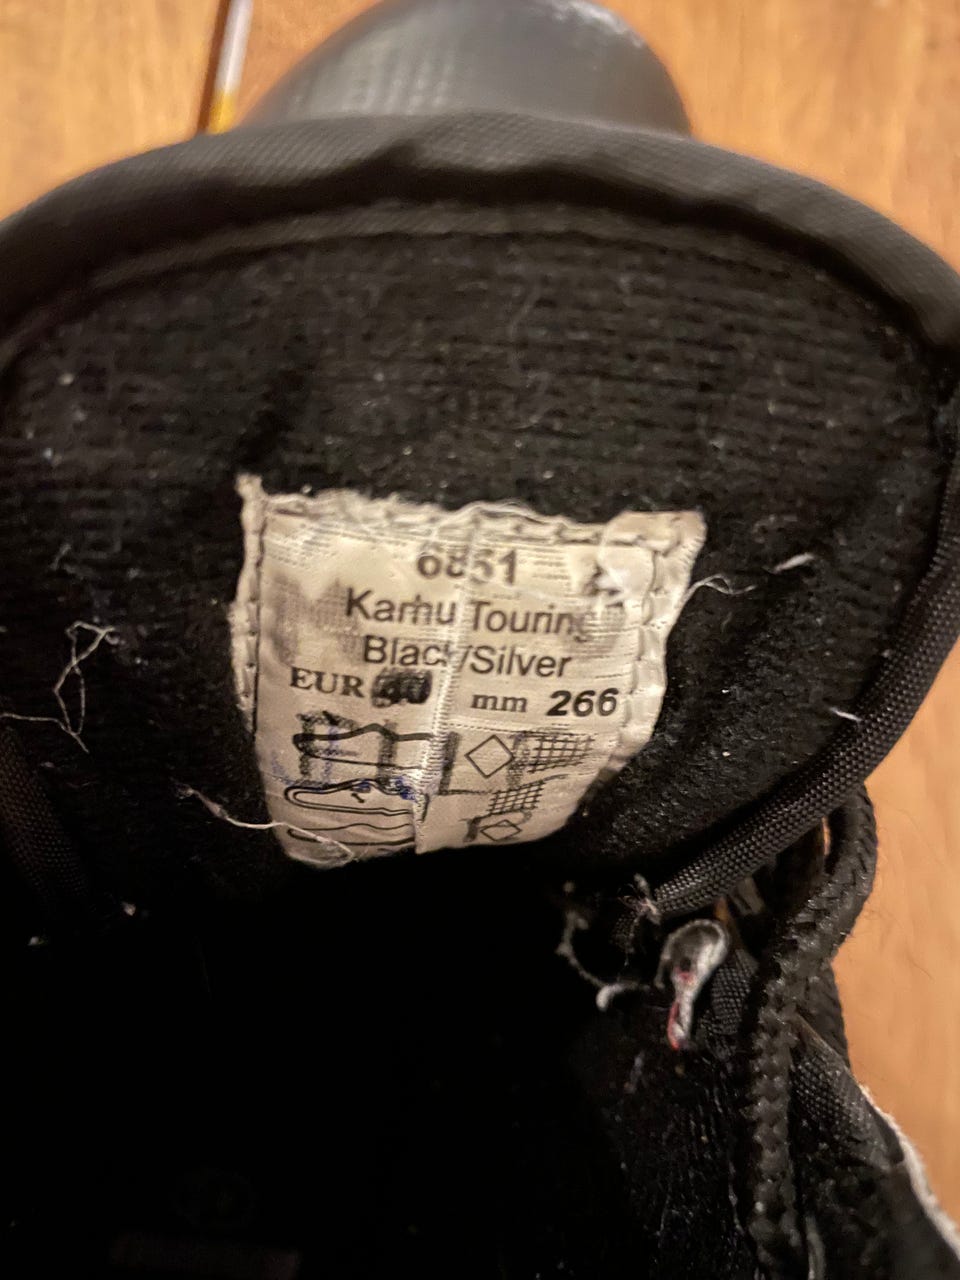 Karhu Touring
Black/Silver
EUR mm 266